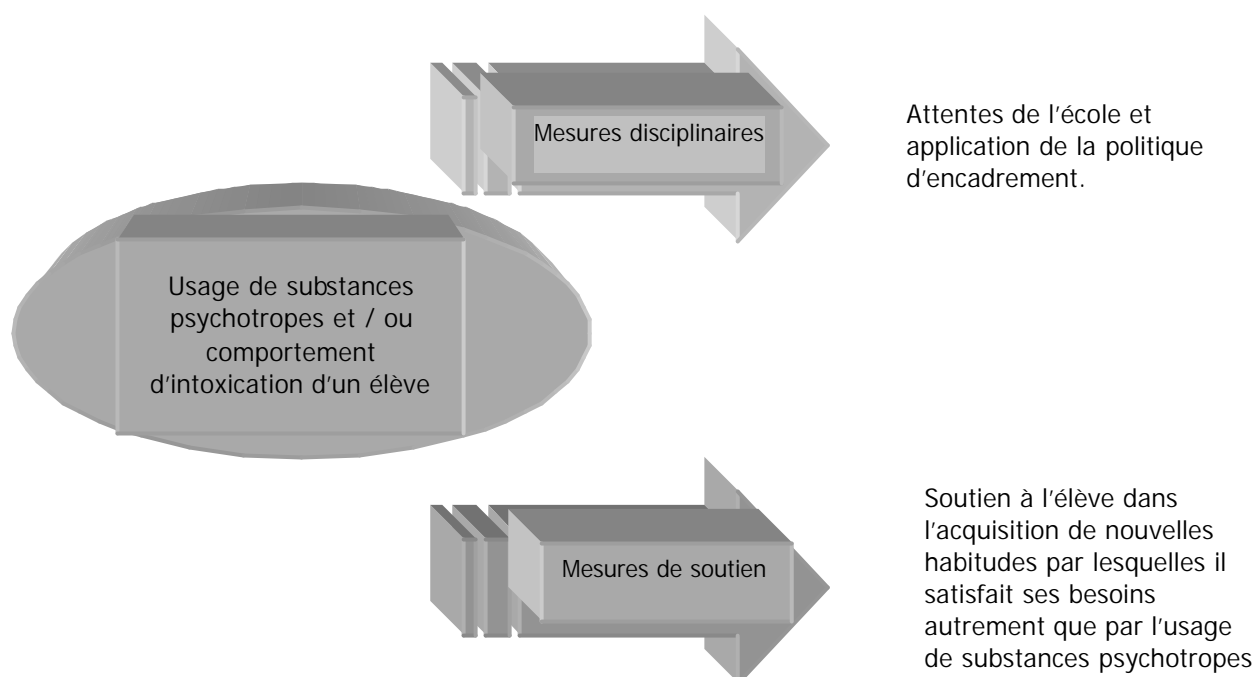 Mesures disciplinaires
Attentes de l'école et
application de la politique
d'encadrement.
Usage de substances
psychotropes et / ou
comportement
d'intoxication d'un élève
Mesures de soutien
Soutien à l'élève dans
l'acquisition de nouvelles
habitudes par lesquelles il
satisfait ses besoins
autrement que par l'usage
de substances psychotropes